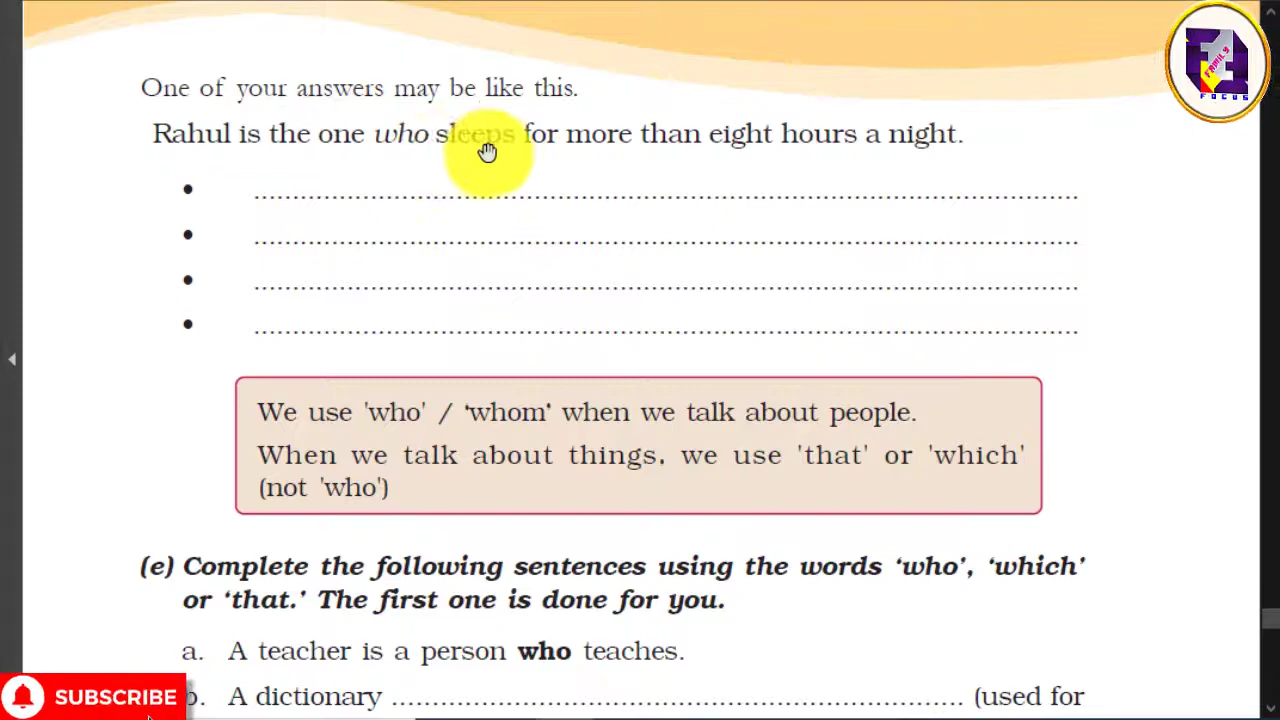 One of your answers may be like this.
Rahul is the one who sleeps for more than eight hours a night.
• ........................................................................................................
• ........................................................................................................
• ........................................................................................................
• ........................................................................................................
We use 'who' / 'whom' when we talk about people.
When we talk about things, we use 'that' or 'which'
(not 'who')
(e) Complete the following sentences using the words ‘who’, ‘which’
or ‘that.’ The first one is done for you.
a. A teacher is a person who teaches.
b. A dictionary ........................................................................ (used for
SUBSCRIBE
FAMILY
FOCUS